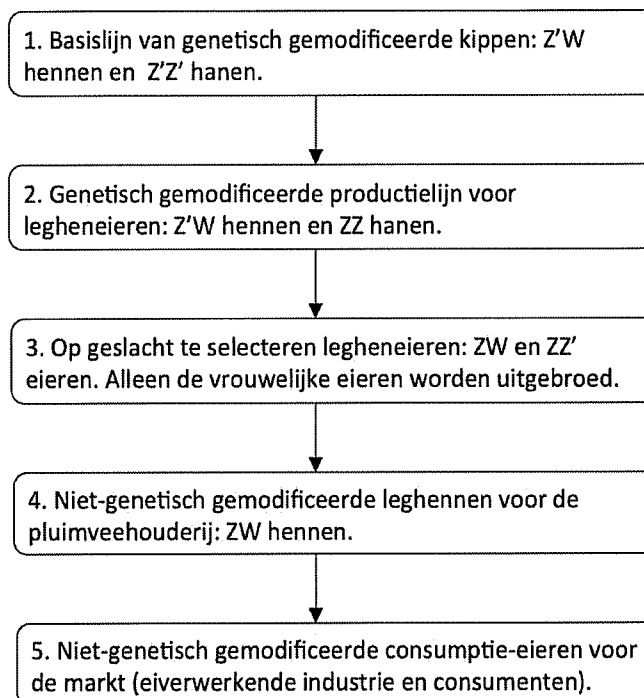 1. Basislijn van genetisch gemodificeerde kippen: Z'W
hennen en Z'Z' hanen.
2. Genetisch gemodificeerde productielijn voor
legheneieren: Z'W hennen en ZZ hanen.
3. Op geslacht te selecteren legheneieren: ZW en ZZ'
eieren. Alleen de vrouwelijke eieren worden uitgebroed.
4. Niet-genetisch gemodificeerde leghennen voor de
pluimveehouderij: ZW hennen.
5. Niet-genetisch gemodificeerde consumptie-eieren voor
de markt (eiverwerkende industrie en consumenten).